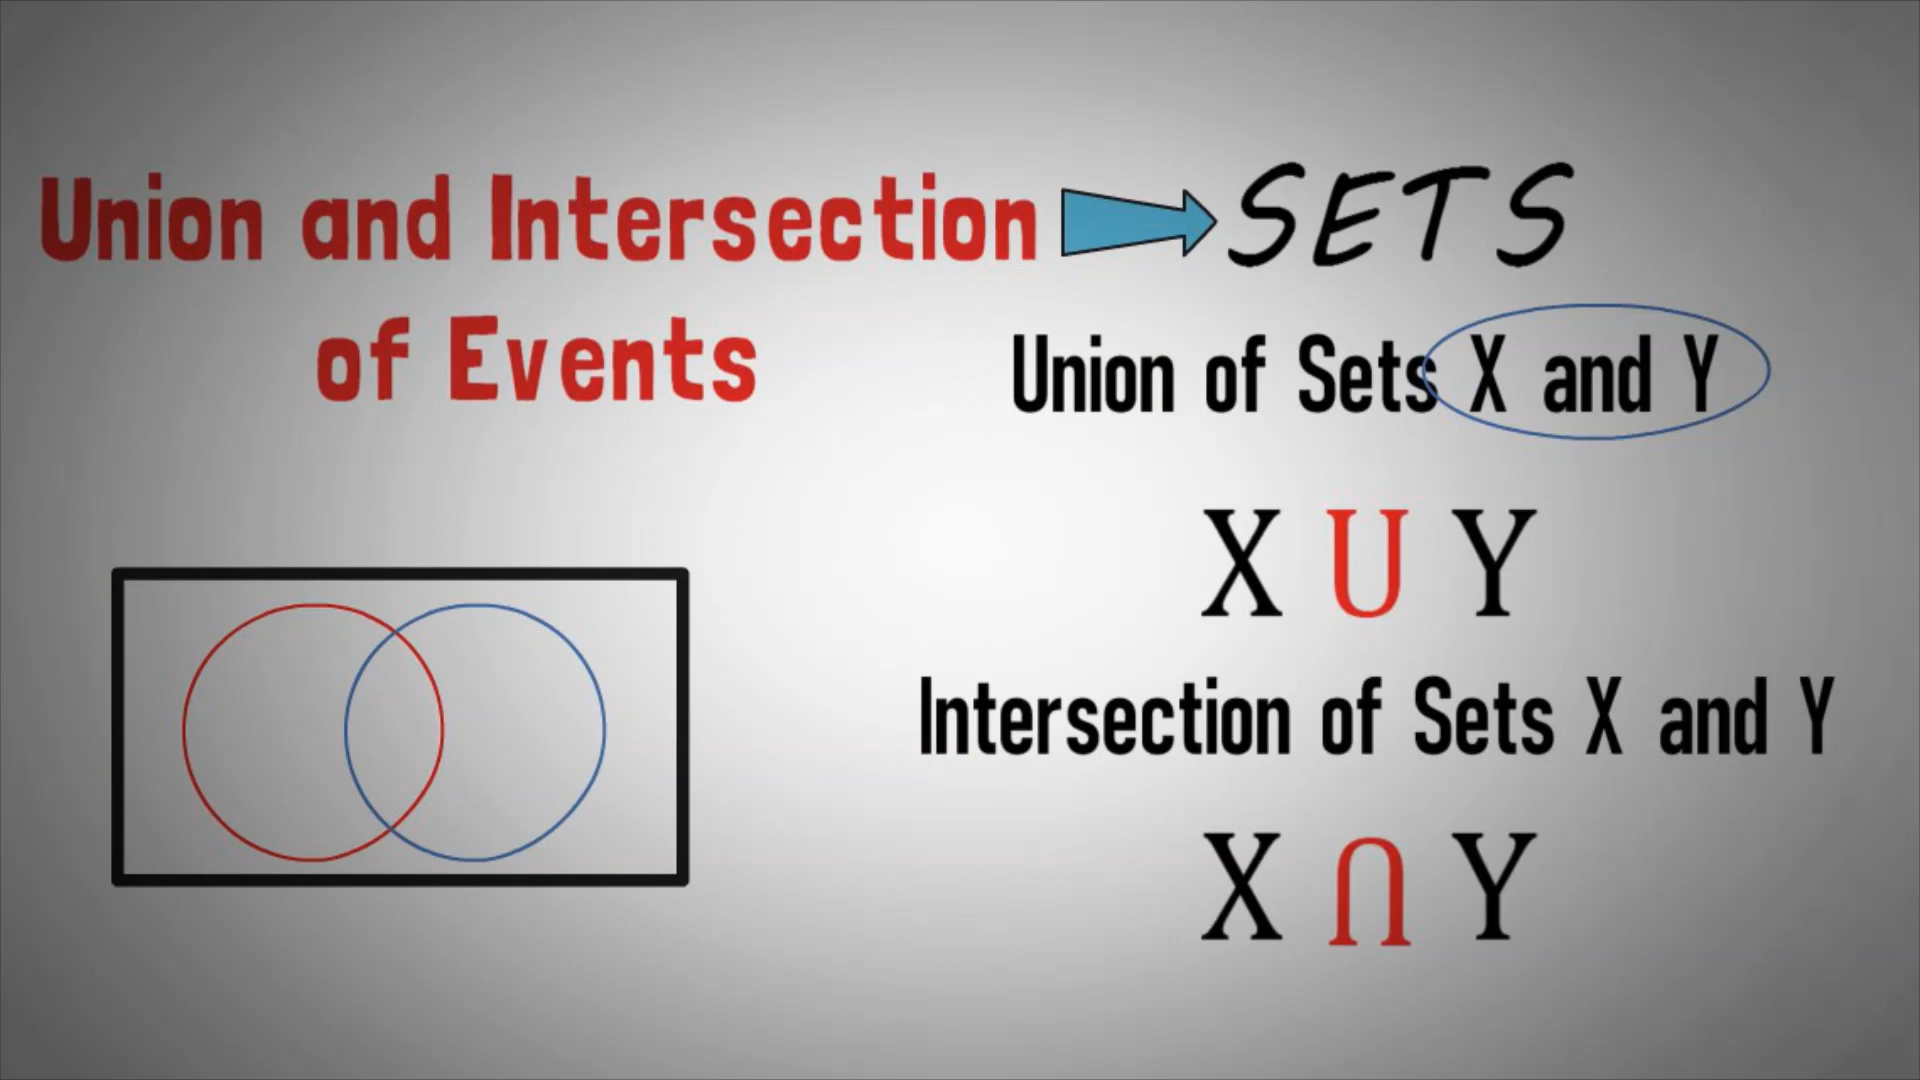 Union and Intersection
of Events
SETS
Union of Sets X and Y
X U Y
Intersection of Sets X and Y
X ∩ Y